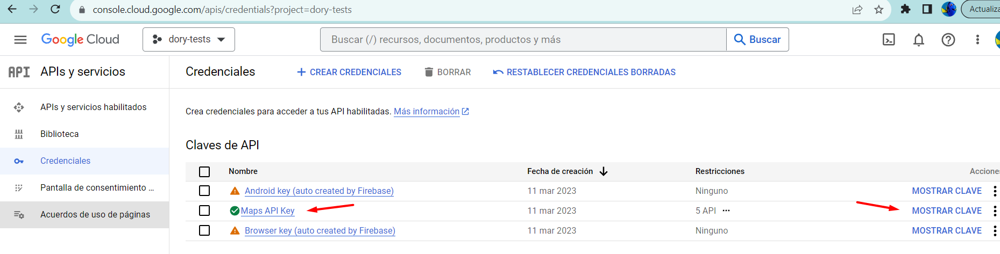 console.cloud.google.com/apis/credentials?project=dory-tests
Actualiza
Google Cloud
dory-tests
Buscar (/) recursos, documentos, productos y más
Buscar
API
APIs y servicios
Credenciales
CREAR CREDENCIALES
BORRAR
RESTABLECER CREDENCIALES BORRADAS
APIs y servicios habilitados
Biblioteca
Credenciales
Pantalla de consentimiento ...
Acuerdos de uso de páginas
Crea credenciales para acceder a tus API habilitadas. Más información
Claves de API
Nombre Fecha de creación Restricciones Acciones
Android key (auto created by Firebase) 11 mar 2023 Ninguno MOSTRAR CLAVE
Maps API Key 11 mar 2023 5 API MOSTRAR CLAVE
Browser key (auto created by Firebase) 11 mar 2023 Ninguno MOSTRAR CLAVE